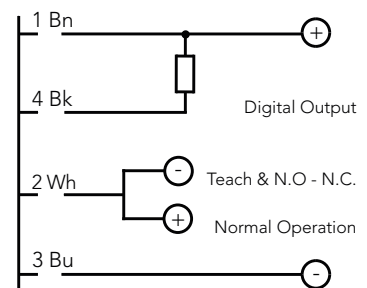 1 Bn
+
4 Bk
Digital Output
-
2 Wh
Teach & N.O - N.C.
+
Normal Operation
3 Bu
-